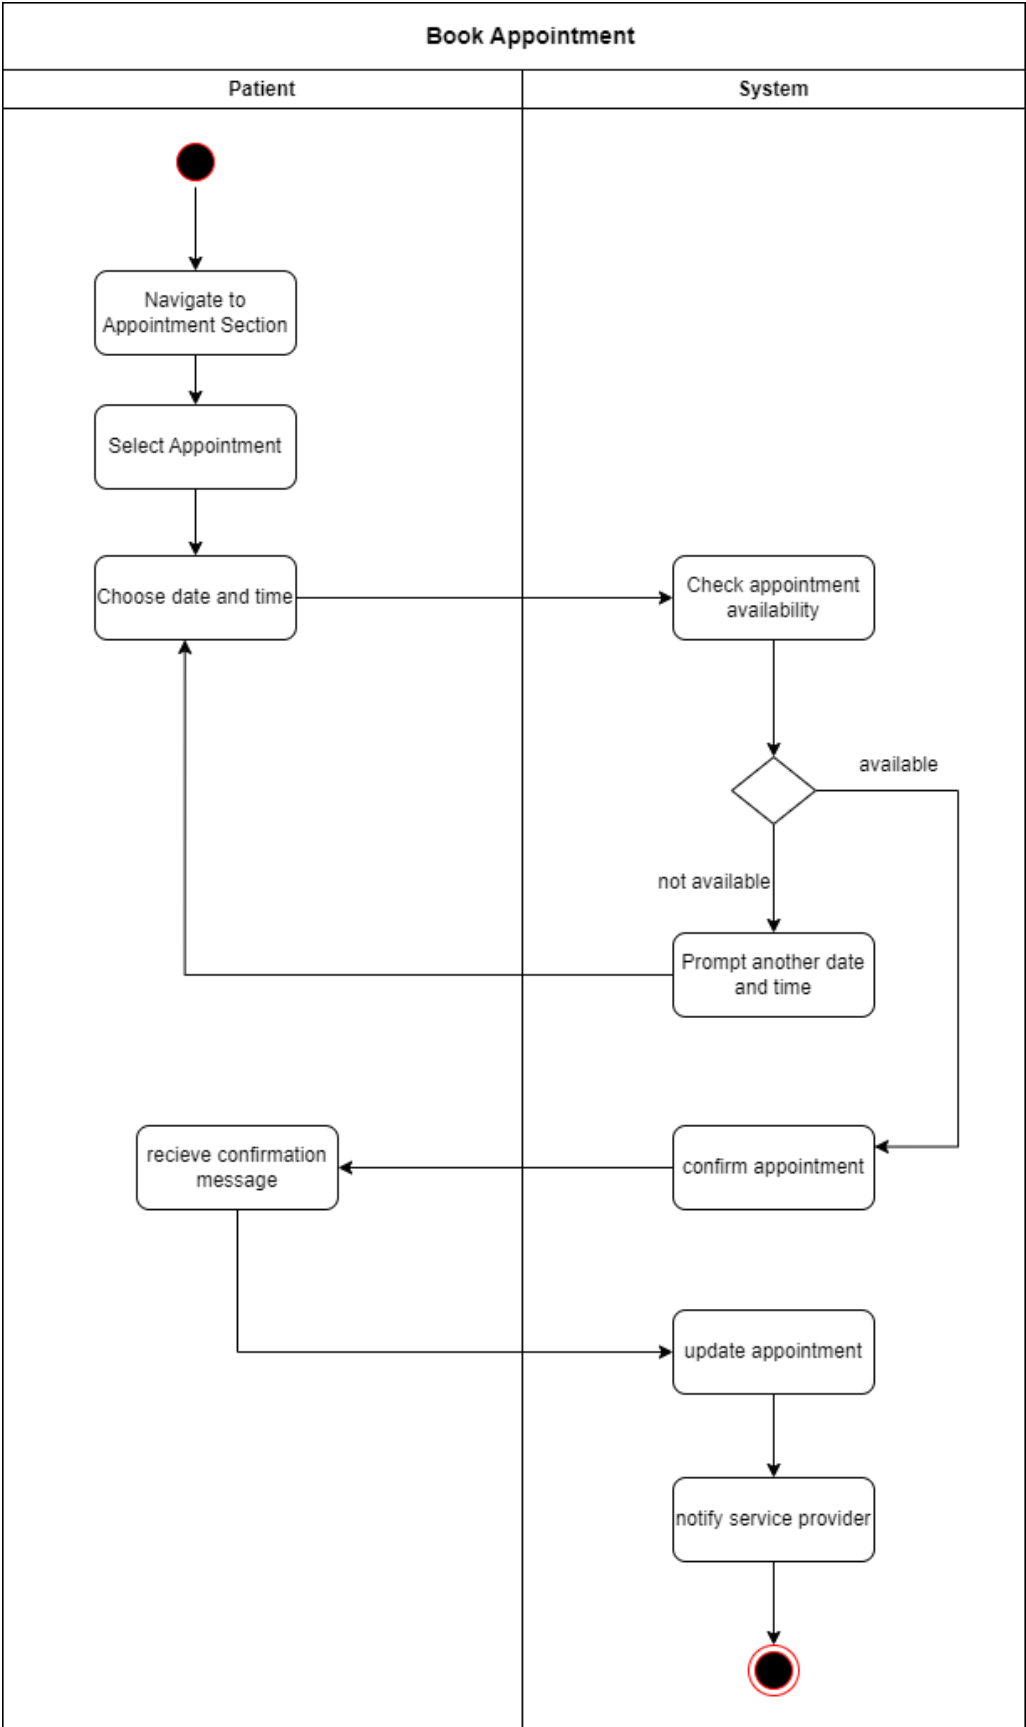 Book Appointment
Patient
System
Navigate to
Appointment Section
Select Appointment
Choose date and time
Check appointment
availability
available
not available
Prompt another date
and time
recieve confirmation
message
confirm appointment
update appointment
notify service provider